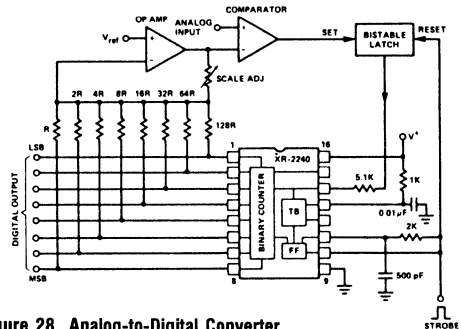 OP AMP
COMPARATOR
ANALOG
INPUT
Vref
+
−
+
−
SET
BISTABLE
LATCH
RESET
SCALE ADJ
R
2R
4R
8R
16R
32R
64R
128R
LSB
MSB
DIGITAL OUTPUT
1
16
XR-2240
BINARY COUNTER
TB
FF
8
9
5.1K
V+
1K
0.01 µF
2K
500 pF
STROBE
ure 28. Analog-to-Digital Converter